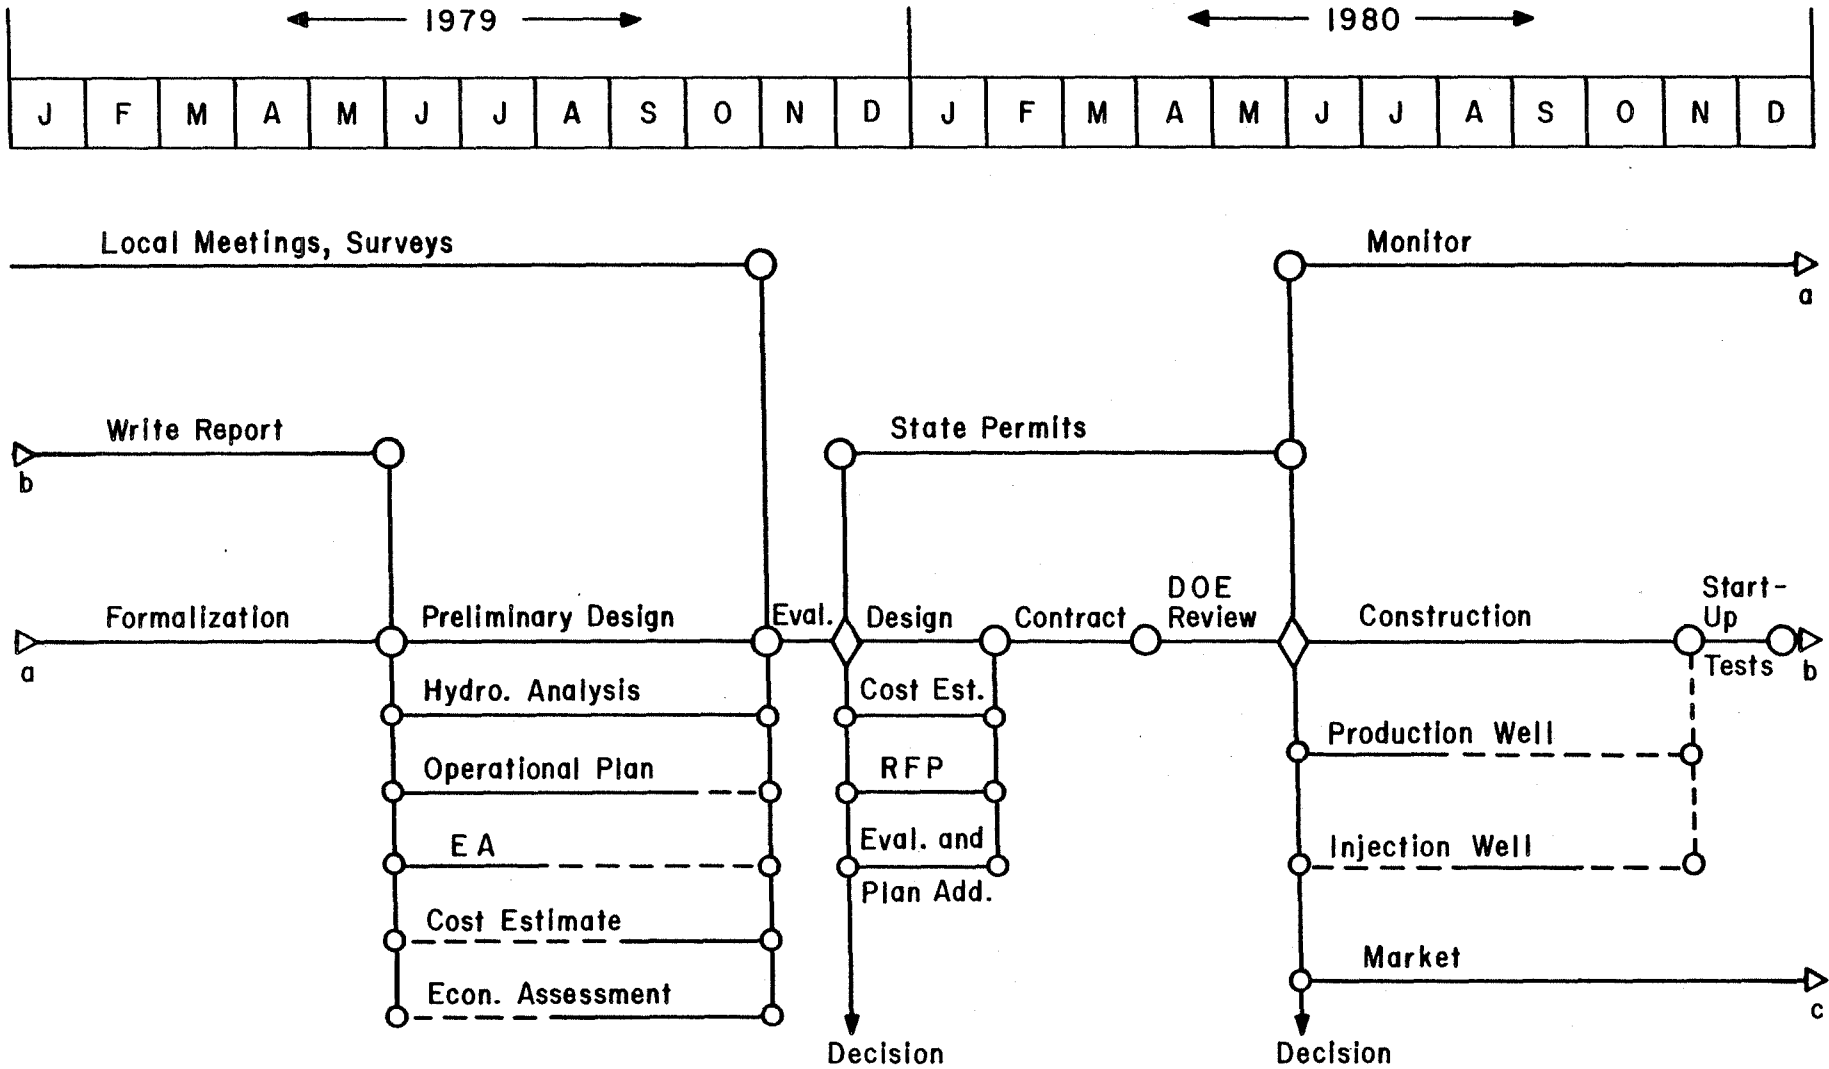 1979 1980
J F M A M J J A S O N D J F M A M J J A S O N D
Local Meetings, Surveys
Monitor
a
Write Report
State Permits
b
Formalization
Preliminary Design
Eval.
Design
Contract
DOE
Review
Construction
Start-
Up
Tests
a
b
Hydro. Analysis
Cost Est.
Production Well
Operational Plan
RFP
EA
Eval. and
Plan Add.
Injection Well
Cost Estimate
Market
Econ. Assessment
c
Decision
Decision